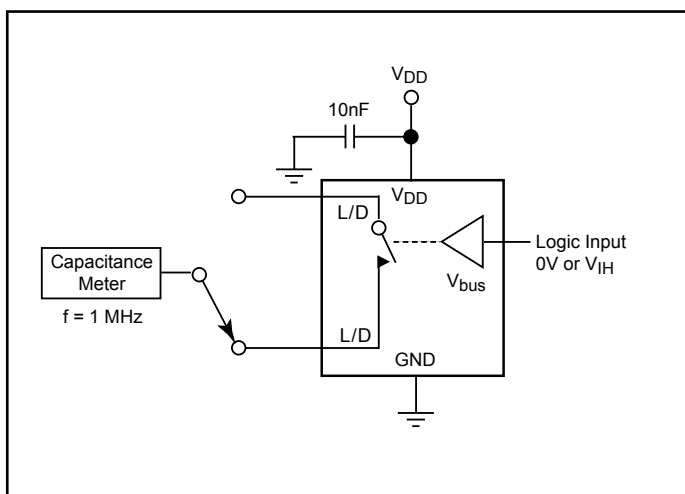 VDD
10nF
VDD
L/D
Logic Input
0V or VIH
Vbus
Capacitance
Meter
f = 1 MHz
L/D
GND